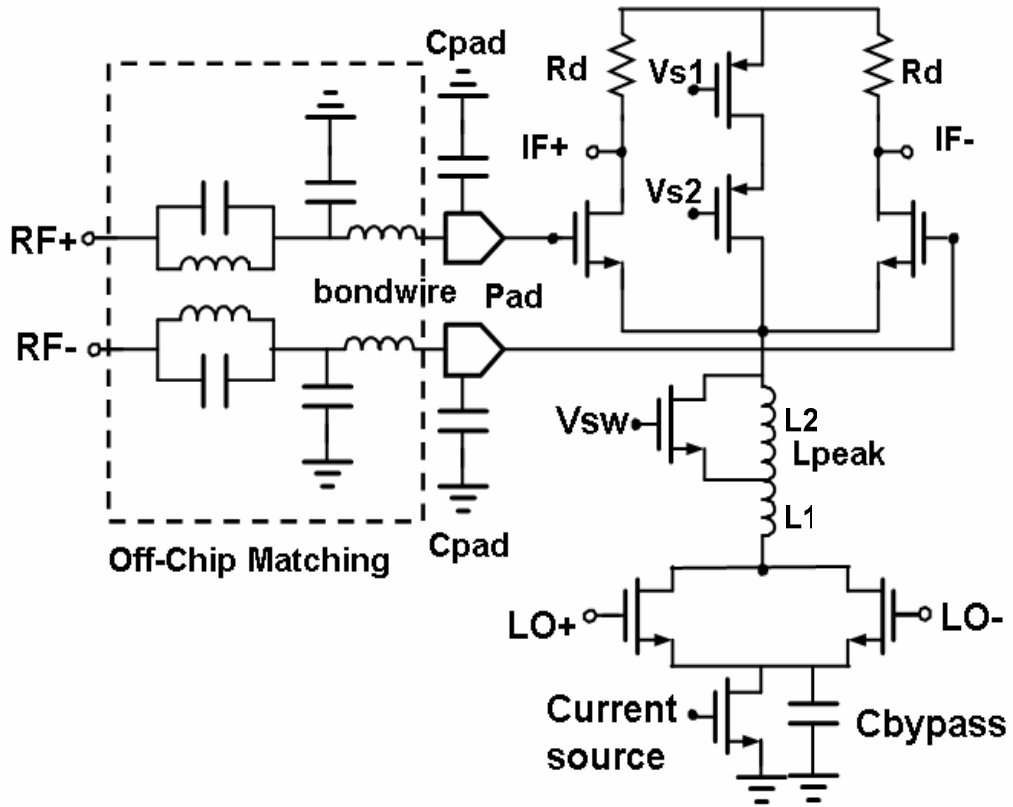 Cpad
Rd
Vs1
Rd
IF+
IF-
Vs2
RF+
bondwire
Pad
RF-
Vsw
L2
Lpeak
L1
Cpad
Off-Chip Matching
LO+
LO-
Current
source
Cbypass